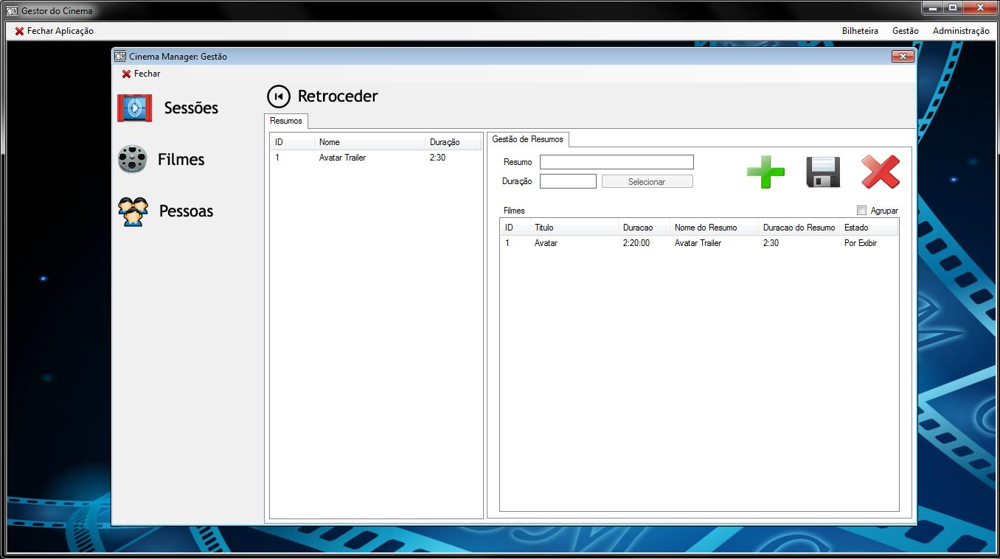 Gestor do Cinema
Fechar Aplicação
Bilheteira Gestão Administração
Cinema Manager: Gestão
Fechar
Sessões
Filmes
Pessoas
Retroceder
Resumos
ID Nome Duração
1 Avatar Trailer 2:30
Gestão de Resumos
Resumo
Duração Selecionar
Filmes Agrupar
ID Titulo Duracao Nome do Resumo Duracao do Resumo Estado
1 Avatar 2:20:00 Avatar Trailer 2:30 Por Exibir